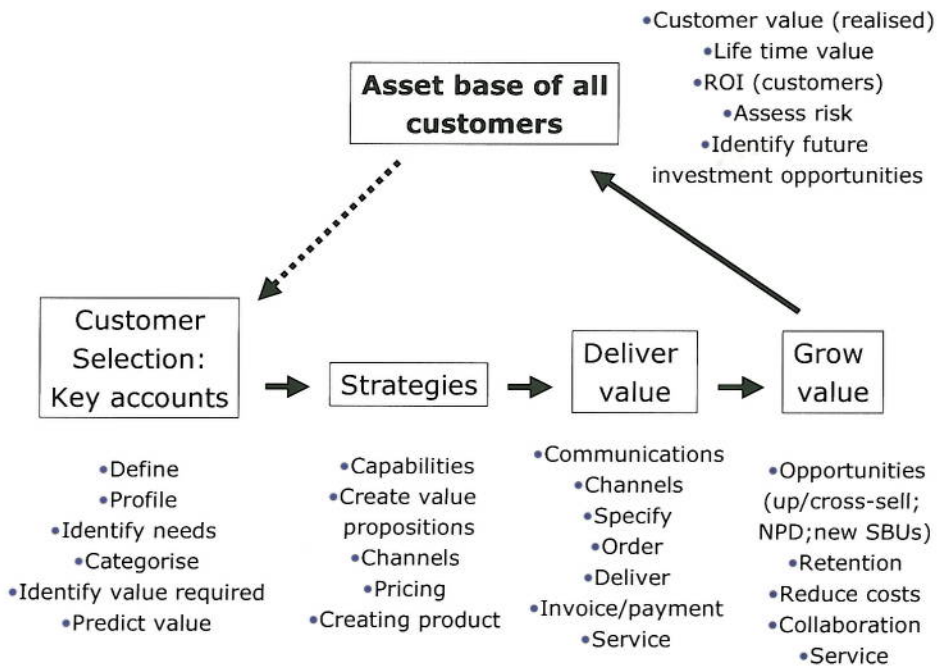 •Customer value (realised)
•Life time value
•ROI (customers)
•Assess risk
•Identify future
investment opportunities
Asset base of all
customers
Customer
Selection:
Key accounts
Strategies
Deliver
value
Grow
value
•Define
•Profile
•Identify needs
•Categorise
•Identify value required
•Predict value
•Capabilities
•Create value
propositions
•Channels
•Pricing
•Creating product
•Communications
•Channels
•Specify
•Order
•Deliver
•Invoice/payment
•Service
•Opportunities
(up/cross-sell;
NPD;new SBUs)
•Retention
•Reduce costs
•Collaboration
•Service